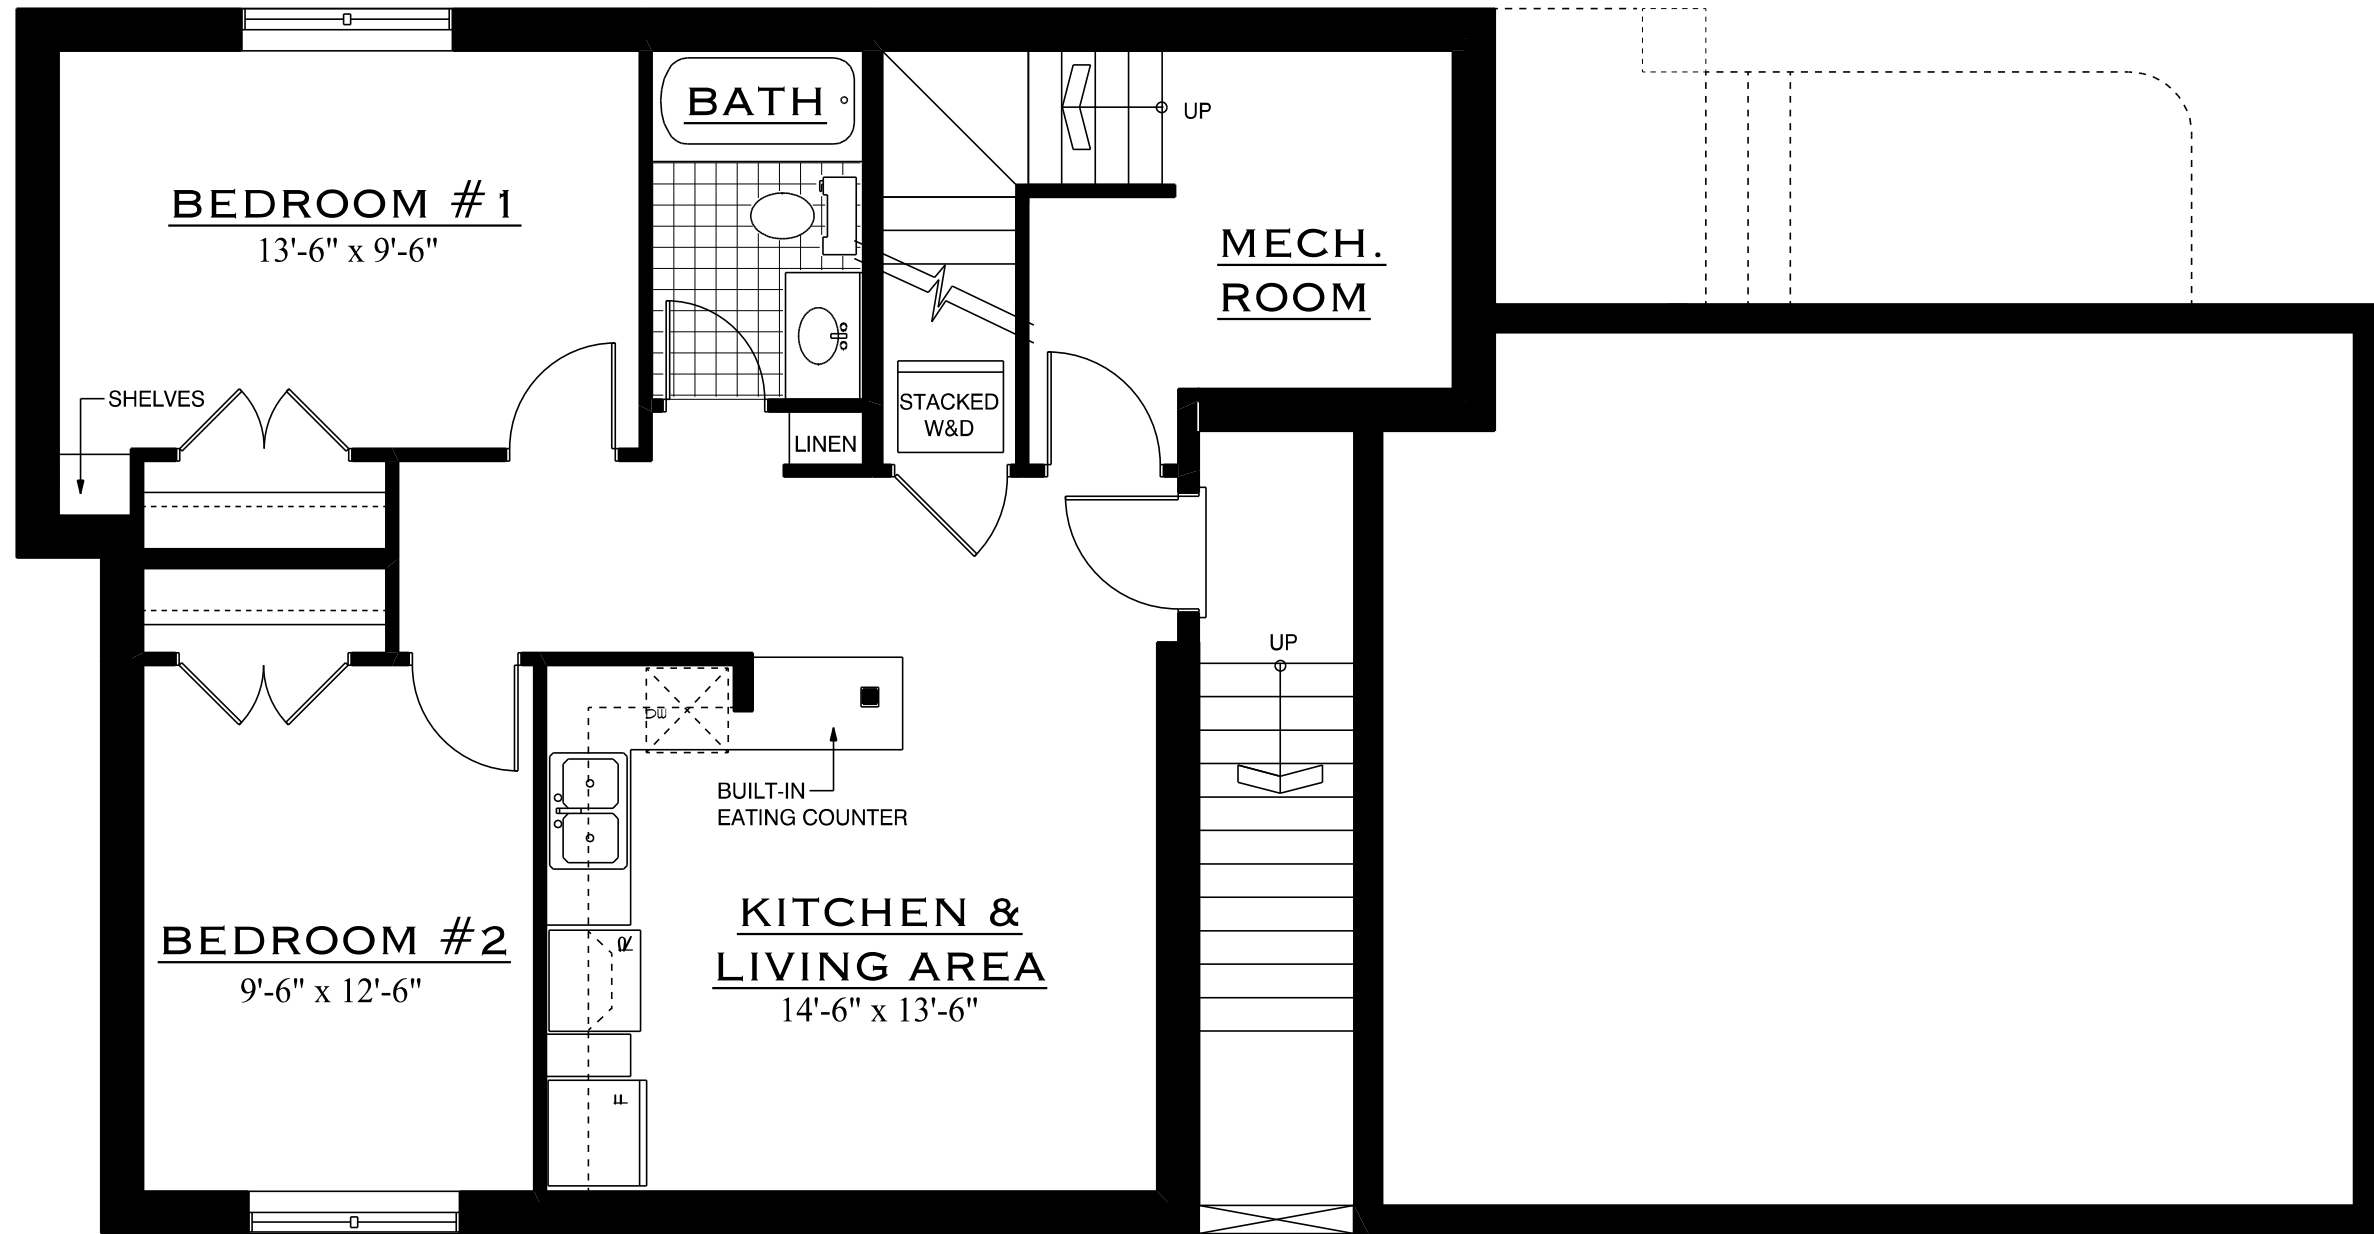 BATH
UP
BEDROOM #1
13'-6" x 9'-6"
MECH.
ROOM
SHELVES
STACKED
W&D
LINEN
UP
DW
BUILT-IN
EATING COUNTER
KITCHEN &
LIVING AREA
14'-6" x 13'-6"
BEDROOM #2
9'-6" x 12'-6"
R
F